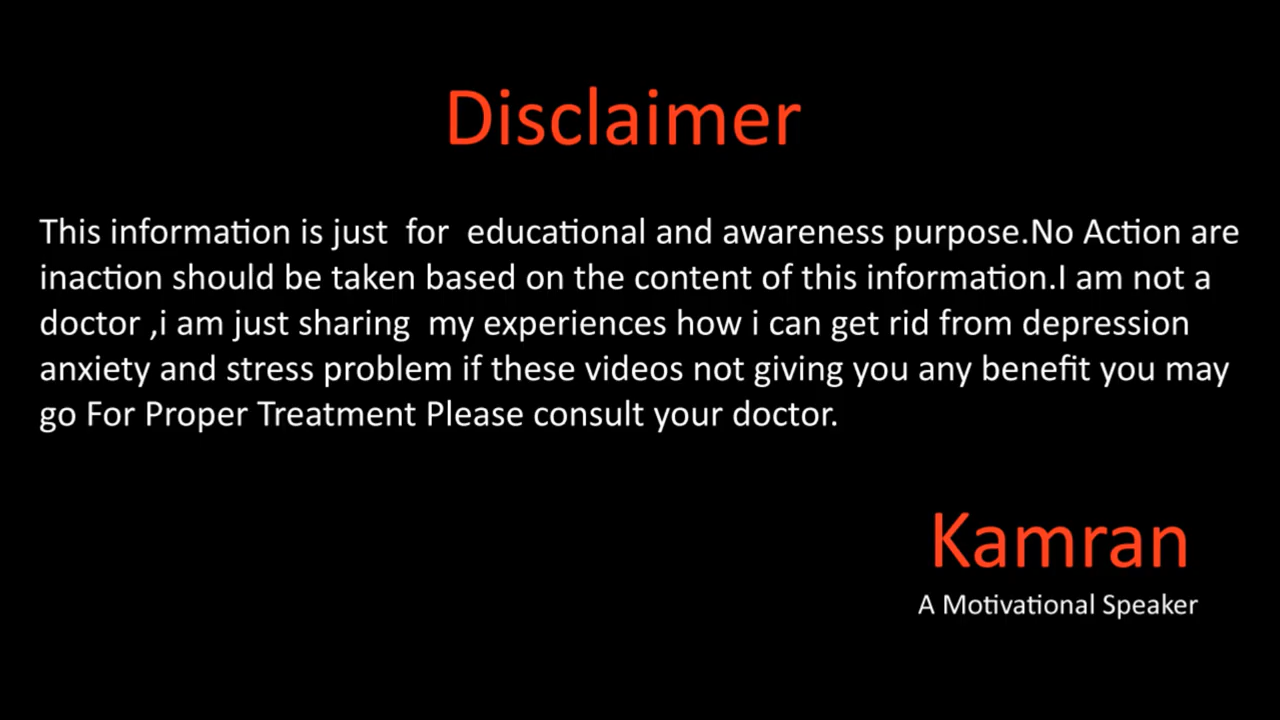 Disclaimer
This information is just  for  educational and awareness purpose.No Action are
inaction should be taken based on the content of this information.I am not a
doctor ,i am just sharing  my experiences how i can get rid from depression
anxiety and stress problem if these videos not giving you any benefit you may
go For Proper Treatment Please consult your doctor.
Kamran
A Motivational Speaker